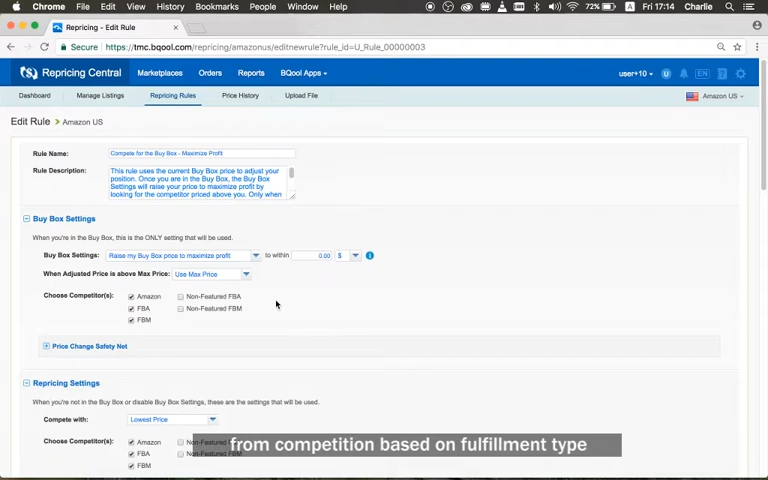 Chrome File Edit View History Bookmarks People Window Help 72% Fri 17:14 Charlie
Repricing - Edit Rule
Secure https://tmc.bqool.com/repricing/amazonus/editnewrule?rule_id=U_Rule_00000003
Repricing Central Marketplaces Orders Reports BQool Apps user+10 U EN
Dashboard Manage Listings Repricing Rules Price History Upload File Amazon US
Edit Rule > Amazon US
Rule Name: Compete for the Buy Box - Maximize Profit
Rule Description: This rule uses the current Buy Box price to adjust your
position. Once you are in the Buy Box, the Buy Box
Settings will raise your price to maximize profit by
looking for the competitor priced above you. Only when
Buy Box Settings
When you're in the Buy Box, this is the ONLY setting that will be used.
Buy Box Settings: Raise my Buy Box price to maximize profit to within 0.00 $
When Adjusted Price is above Max Price: Use Max Price
Choose Competitor(s): Amazon Non-Featured FBA
FBA Non-Featured FBM
FBM
Price Change Safety Net
Repricing Settings
When you're not in the Buy Box or disable Buy Box Settings, these are the settings that will be used.
Compete with: Lowest Price
Choose Competitor(s): Amazon
from competition based on fulfillment type
FBA
FBM